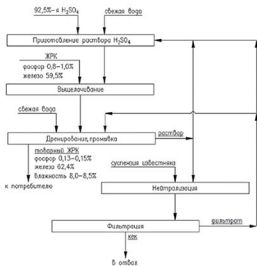 92,5%-я H₂SO₄
свежая вода
Приготовление раствора H₂SO₄
ЖРК
фосфор 0,8-1,0%
железо 59,5%
Выщелачивание
свежая вода
Дренирование, промывка
раствор
товарный ЖРК
фосфор 0,13-0,15%
железо 62,4%
влажность 8,0-8,5%
к потребителю
суспензия известняка
Нейтрализация
Фильтрация
фильтрат
кек
в отвал